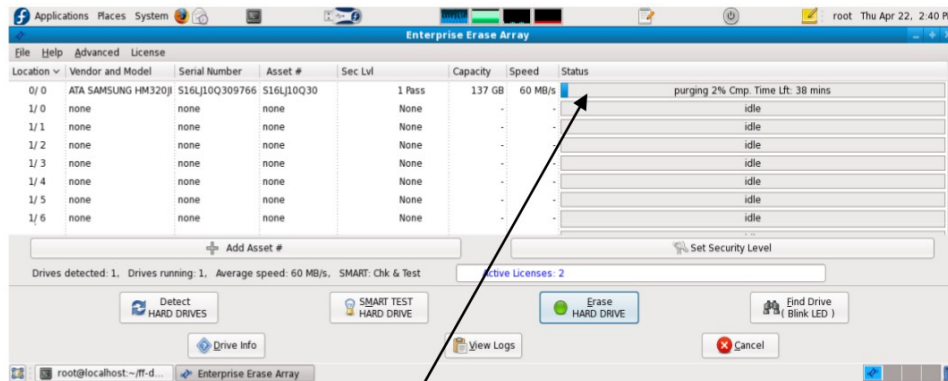 Applications Places System root Thu Apr 22, 2:40 P
Enterprise Erase Array
File Help Advanced License
Location Vendor and Model Serial Number Asset # Sec Lvl Capacity Speed Status
0/ 0 ATA SAMSUNG HM320JI S16LJ10Q309766 S16LJ10Q30 1 Pass 137 GB 60 MB/s purging 2% Cmp. Time Lft: 38 mins
1/ 0 none none none None - - idle
1/ 1 none none none None - - idle
1/ 2 none none none None - - idle
1/ 3 none none none None - - idle
1/ 4 none none none None - - idle
1/ 5 none none none None - - idle
1/ 6 none none none None - - idle
Add Asset # Set Security Level
Drives detected: 1, Drives running: 1, Average speed: 60 MB/s, SMART: Chk & Test Active Licenses: 2
Detect HARD DRIVES
SMART TEST HARD DRIVE
Erase HARD DRIVE
Find Drive ( Blink LED )
Drive Info View Logs Cancel
root@localhost:~/ff-d... Enterprise Erase Array